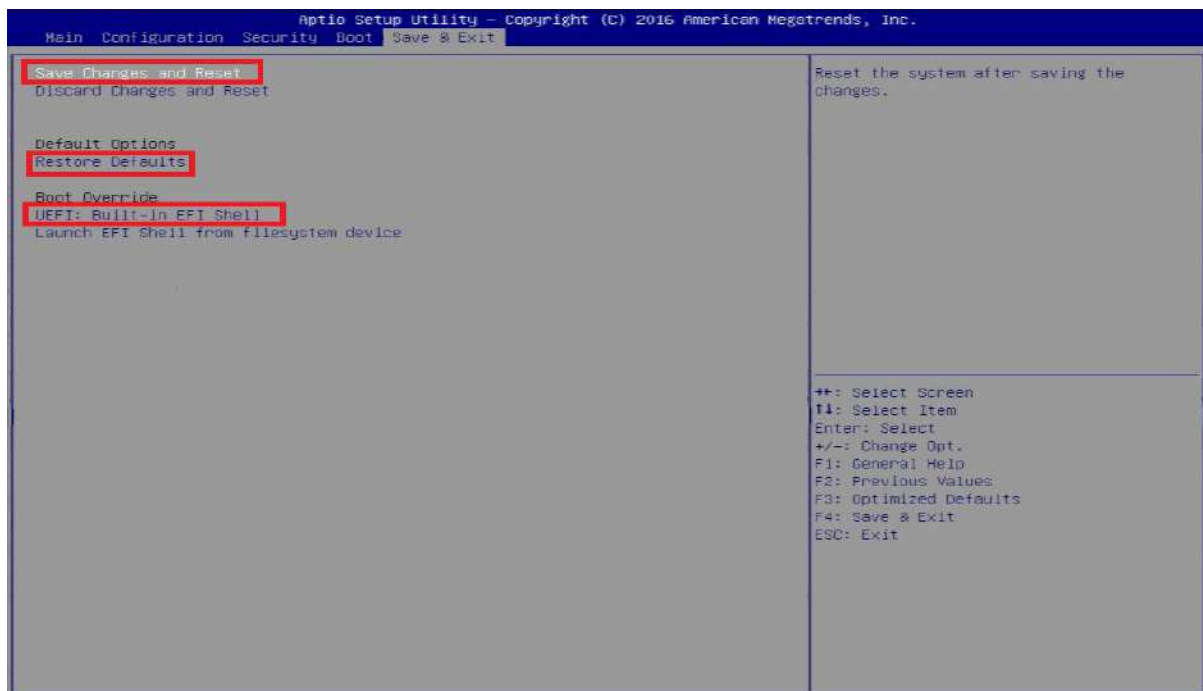 Aptio Setup Utility – Copyright (C) 2016 American Megatrends, Inc.
Main Configuration Security Boot Save & Exit
Save Changes and Reset
Discard Changes and Reset
Default Options
Restore Defaults
Boot Override
UEFI: Built-in EFI Shell
Launch EFI Shell from filesystem device
Reset the system after saving the
changes.
→←: Select Screen
↑↓: Select Item
Enter: Select
+/-: Change Opt.
F1: General Help
F2: Previous Values
F3: Optimized Defaults
F4: Save & Exit
ESC: Exit